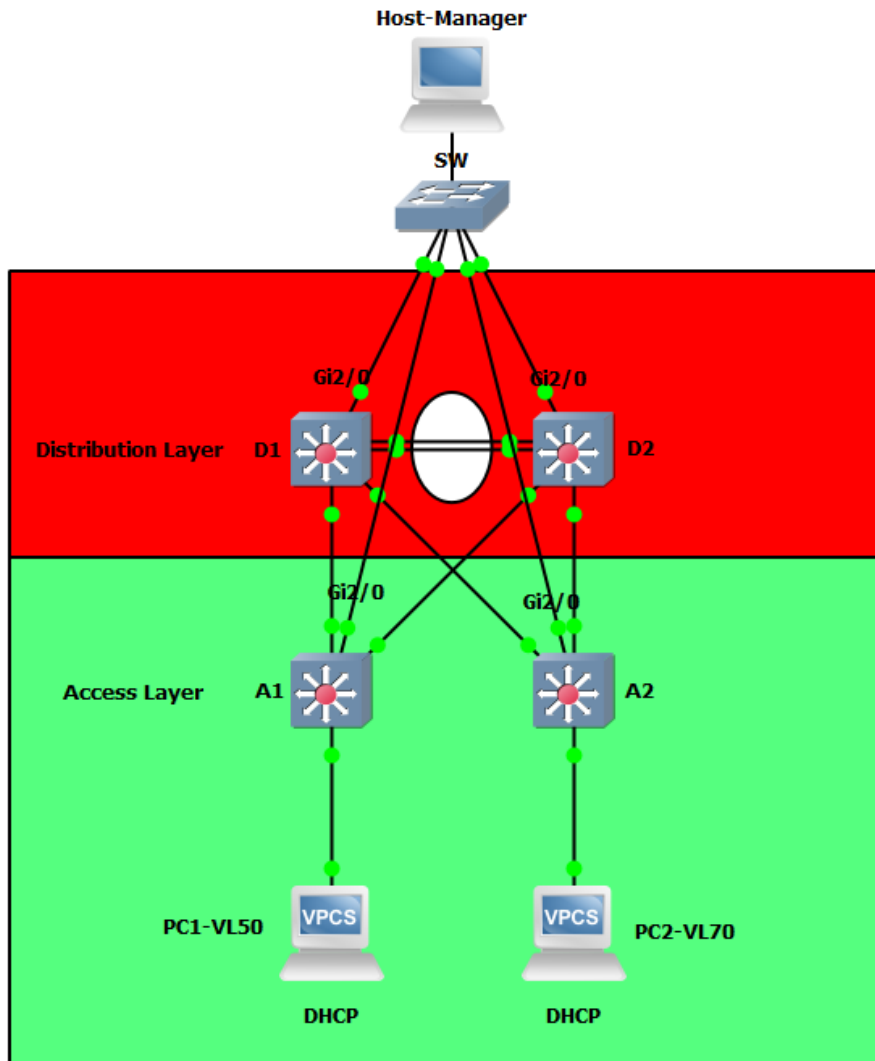 Host-Manager
SW
Gi2/0
Gi2/0
Distribution Layer
D1
D2
Gi2/0
Gi2/0
Access Layer
A1
A2
PC1-VL50
VPCS
VPCS
PC2-VL70
DHCP
DHCP